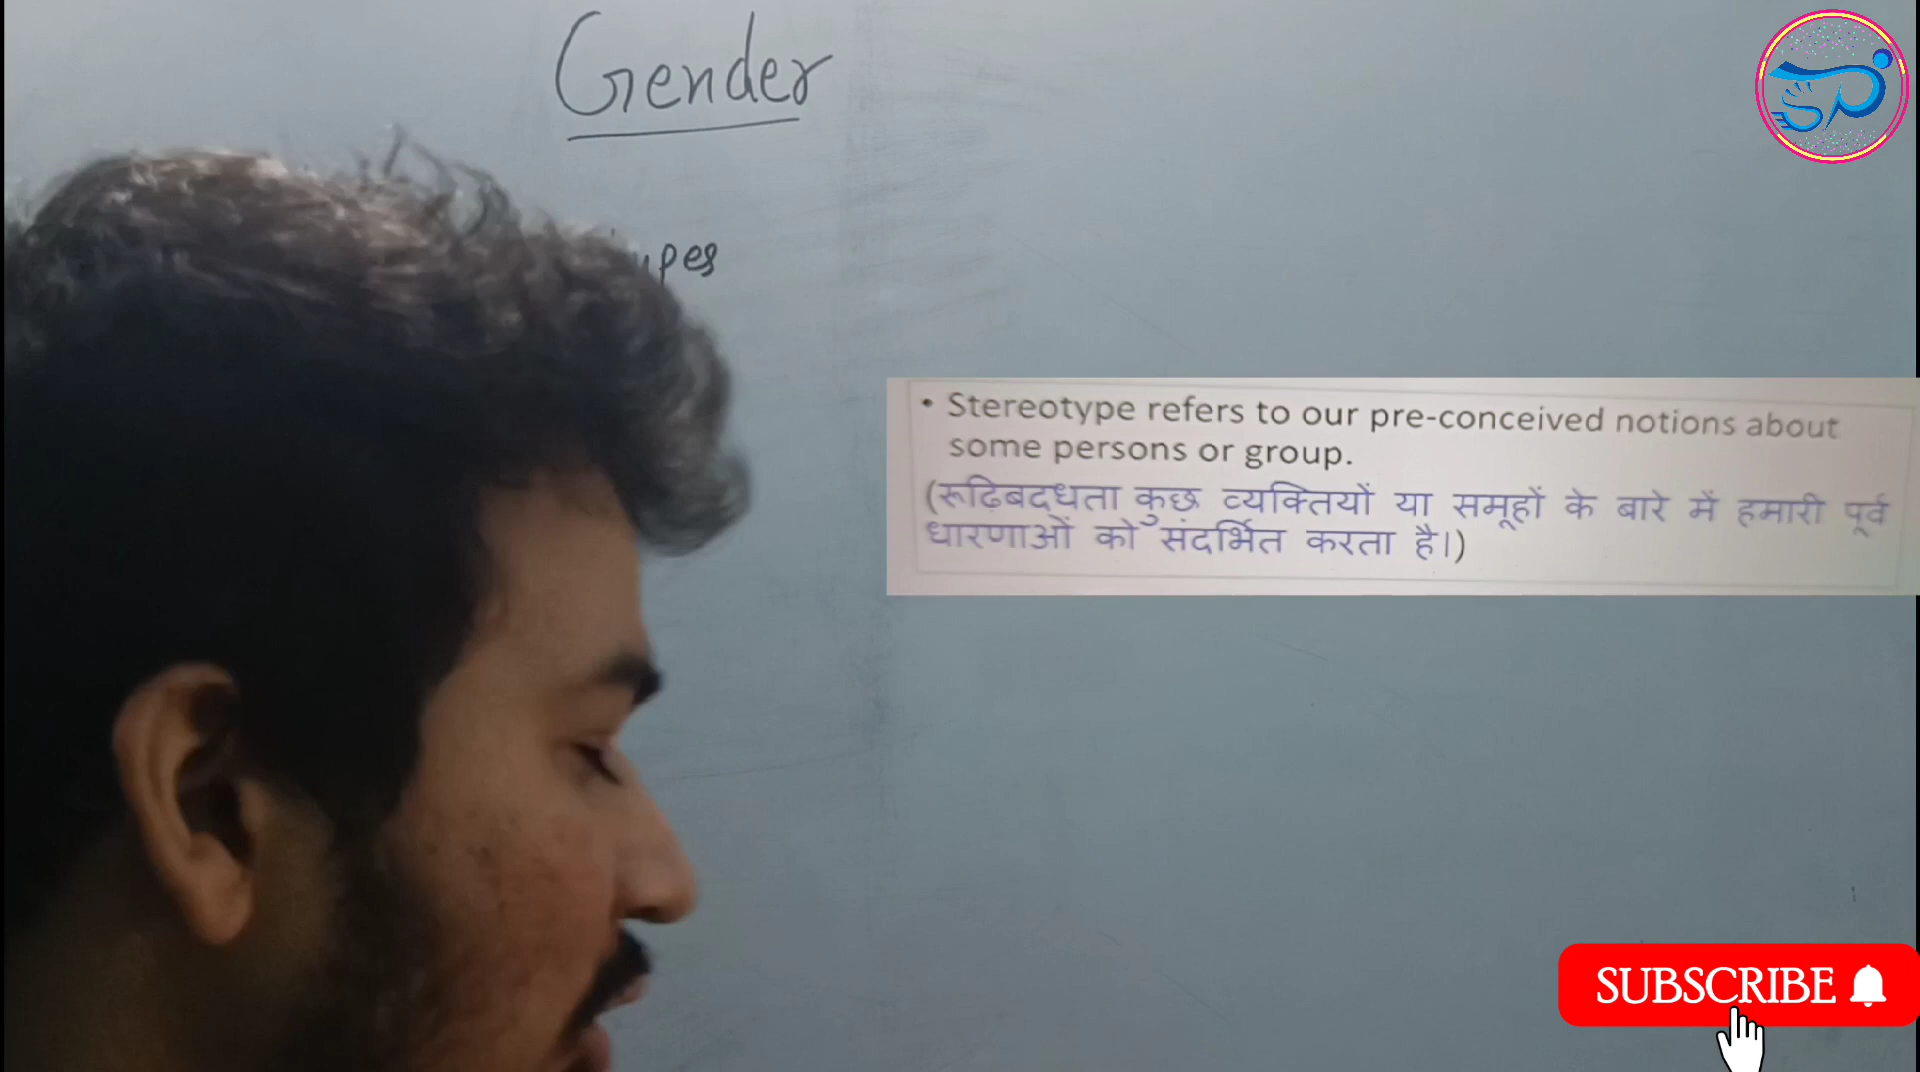 Gender
• Stereotype refers to our pre-conceived notions about
some persons or group.
(रूढ़िबद्धता कुछ व्यक्तियों या समूहों के बारे में हमारी पूर्व
धारणाओं को संदर्भित करता है।)
SUBSCRIBE